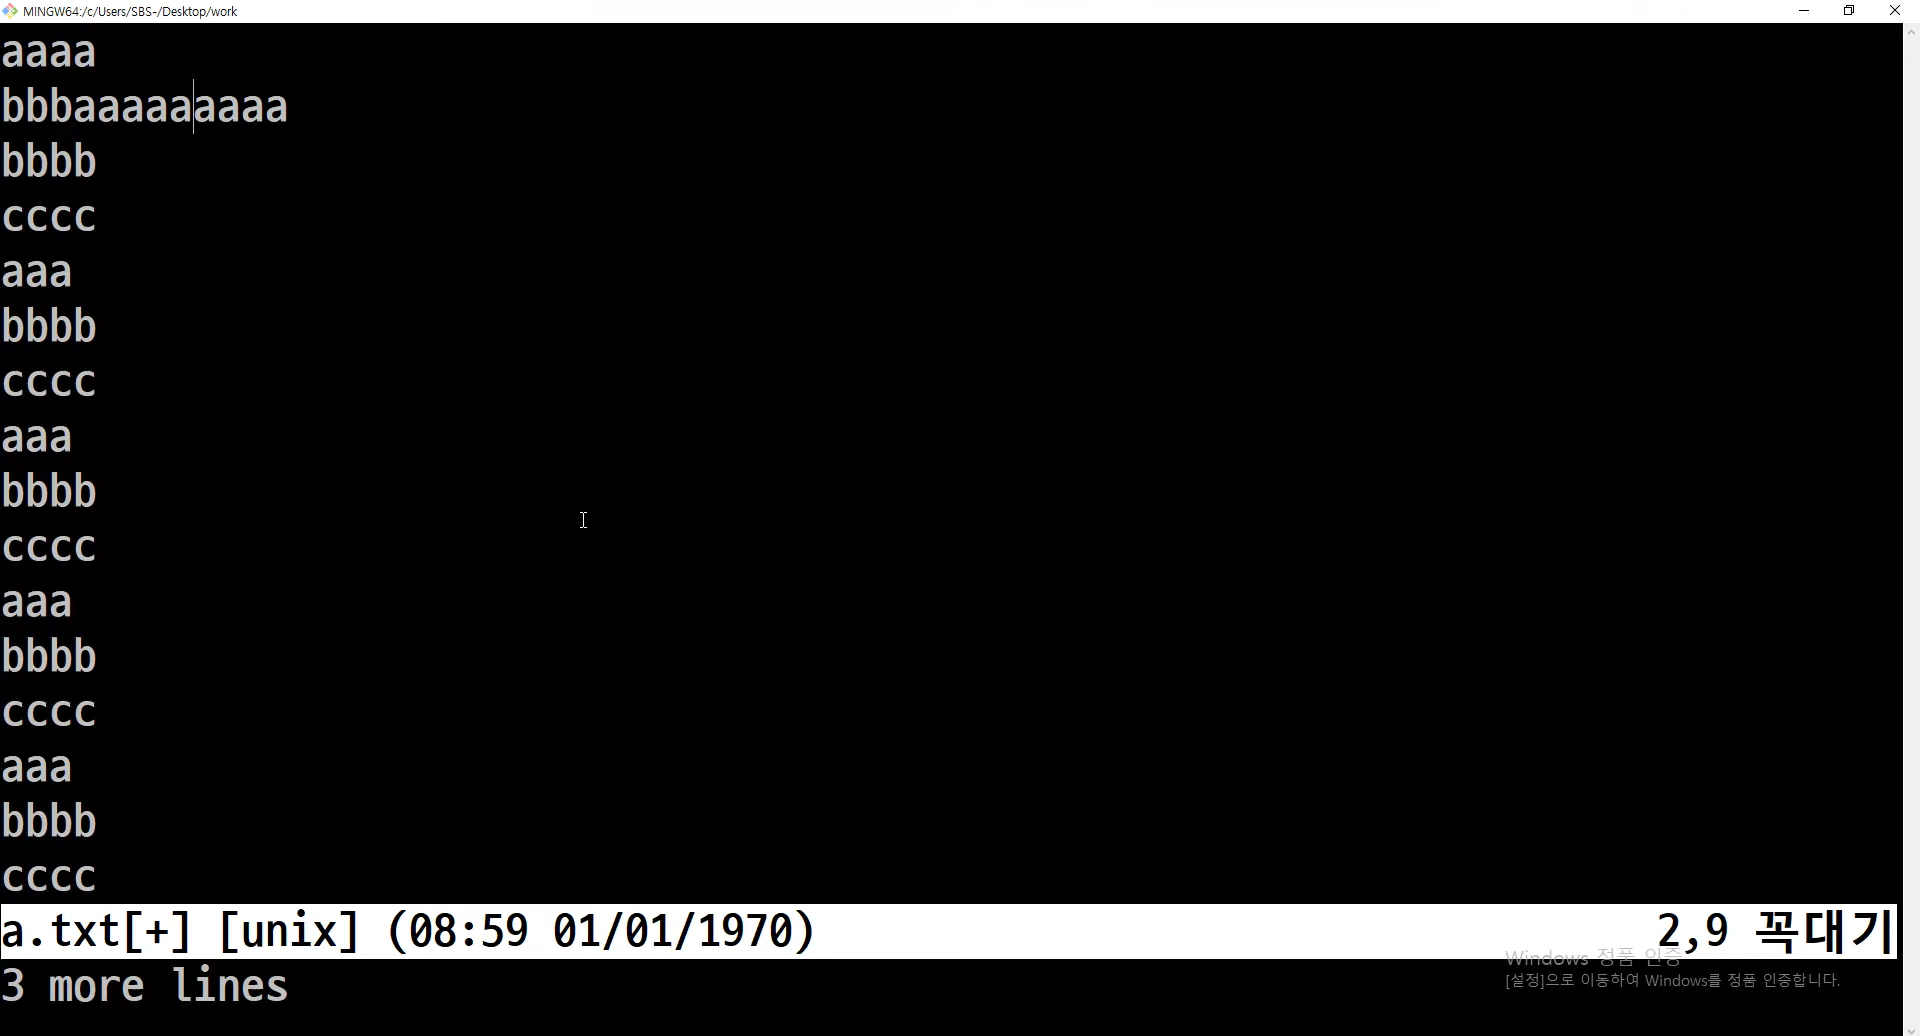 MINGW64:/c/Users/SBS-/Desktop/work
aaaa
bbbaaaaaaaaa
bbbb
cccc
aaa
bbbb
cccc
aaa
bbbb
cccc
aaa
bbbb
cccc
aaa
bbbb
cccc
a.txt[+] [unix] (08:59 01/01/1970) 2,9 꼭대기
3 more lines
Windows 정품 인증
[설정]으로 이동하여 Windows를 정품 인증합니다.